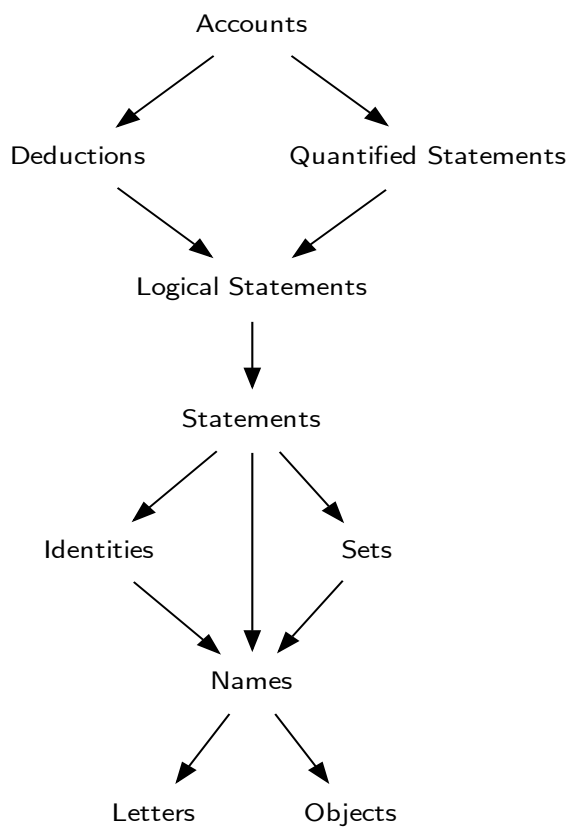 Accounts
Deductions
Quantified Statements
Logical Statements
Statements
Identities
Sets
Names
Letters
Objects